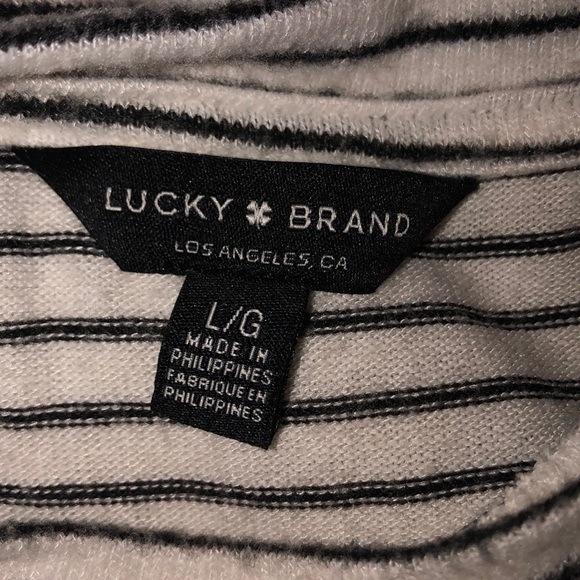 LUCKY BRAND
LOS ANGELES, CA
L/G
MADE IN
PHILIPPINES
FABRIQUE EN
PHILIPPINES